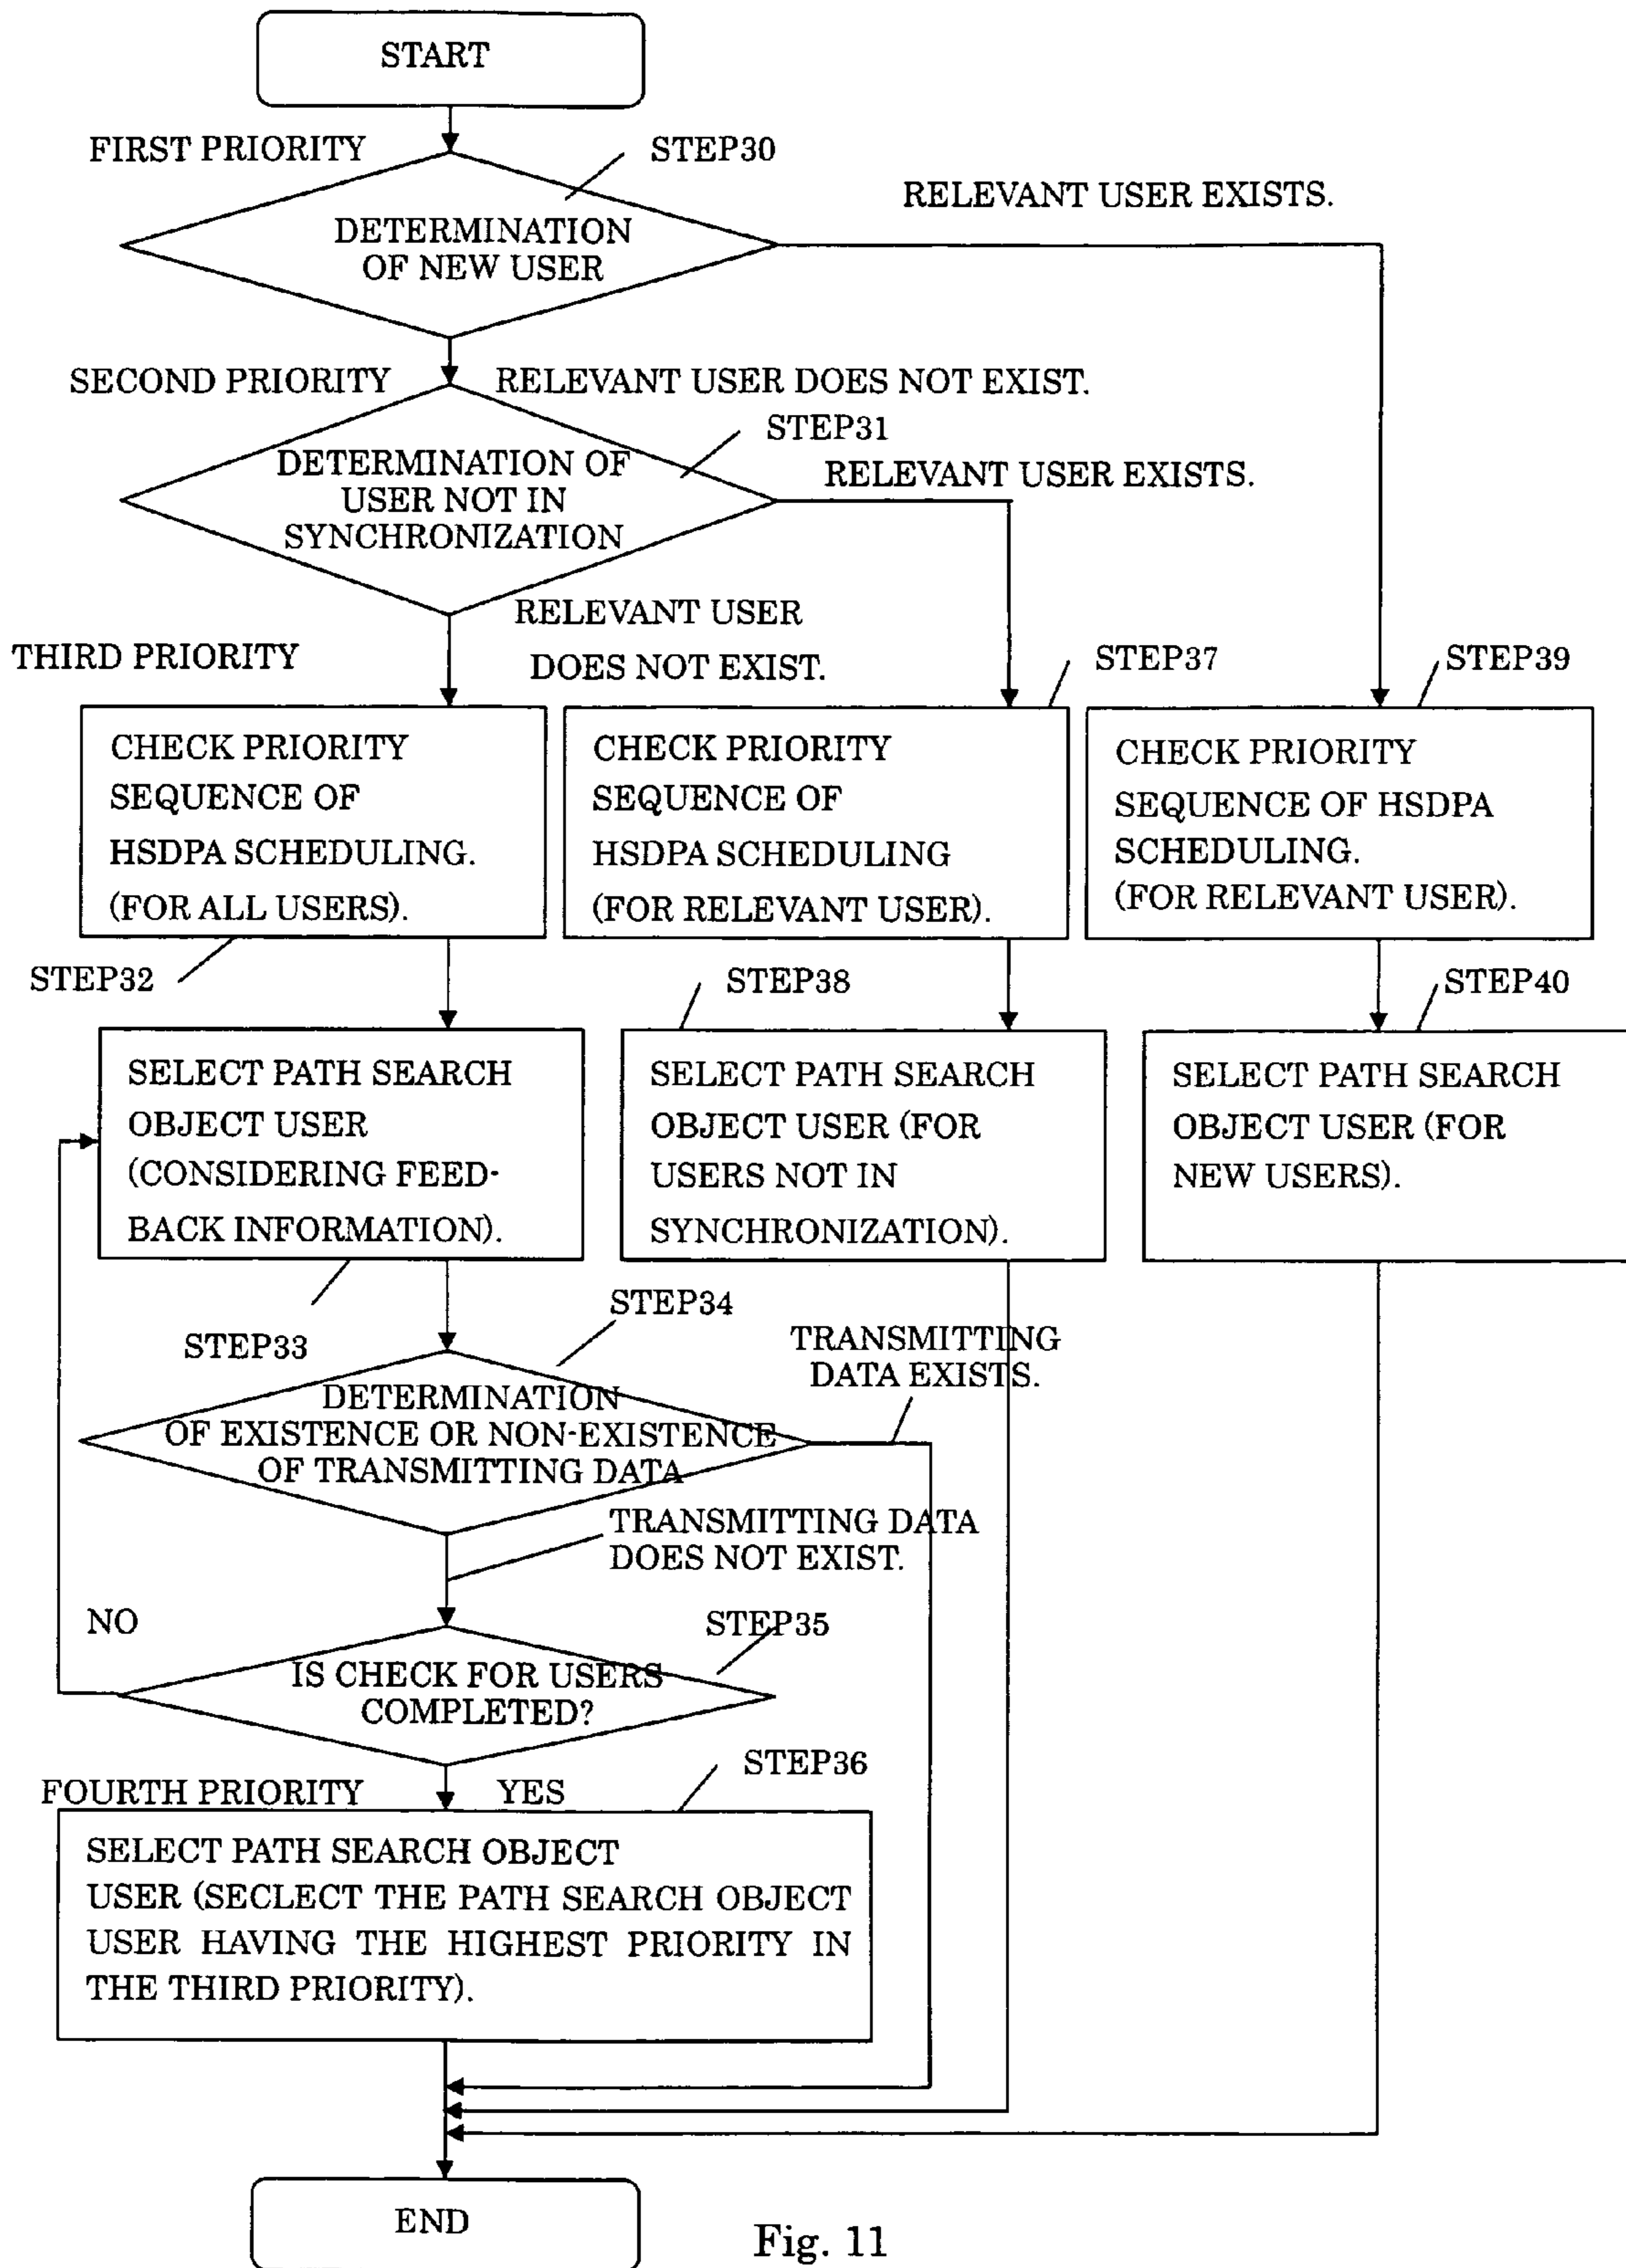 START
FIRST PRIORITY
STEP30
RELEVANT USER EXISTS.
DETERMINATION
OF NEW USER
SECOND PRIORITY
RELEVANT USER DOES NOT EXIST.
STEP31
DETERMINATION OF
USER NOT IN
SYNCHRONIZATION
RELEVANT USER EXISTS.
RELEVANT USER
DOES NOT EXIST.
THIRD PRIORITY
STEP37
STEP39
CHECK PRIORITY
SEQUENCE OF
HSDPA SCHEDULING.
(FOR ALL USERS).
CHECK PRIORITY
SEQUENCE OF
HSDPA SCHEDULING
(FOR RELEVANT USER).
CHECK PRIORITY
SEQUENCE OF HSDPA
SCHEDULING.
(FOR RELEVANT USER).
STEP32
STEP38
STEP40
SELECT PATH SEARCH
OBJECT USER
(CONSIDERING FEED-
BACK INFORMATION).
SELECT PATH SEARCH
OBJECT USER (FOR
USERS NOT IN
SYNCHRONIZATION).
SELECT PATH SEARCH
OBJECT USER (FOR
NEW USERS).
STEP33
STEP34
TRANSMITTING
DATA EXISTS.
DETERMINATION
OF EXISTENCE OR NON-EXISTENCE
OF TRANSMITTING DATA
TRANSMITTING DATA
DOES NOT EXIST.
NO
STEP35
IS CHECK FOR USERS
COMPLETED?
STEP36
FOURTH PRIORITY
YES
SELECT PATH SEARCH OBJECT
USER (SECLECT THE PATH SEARCH OBJECT
USER HAVING THE HIGHEST PRIORITY IN
THE THIRD PRIORITY).
END
Fig. 11